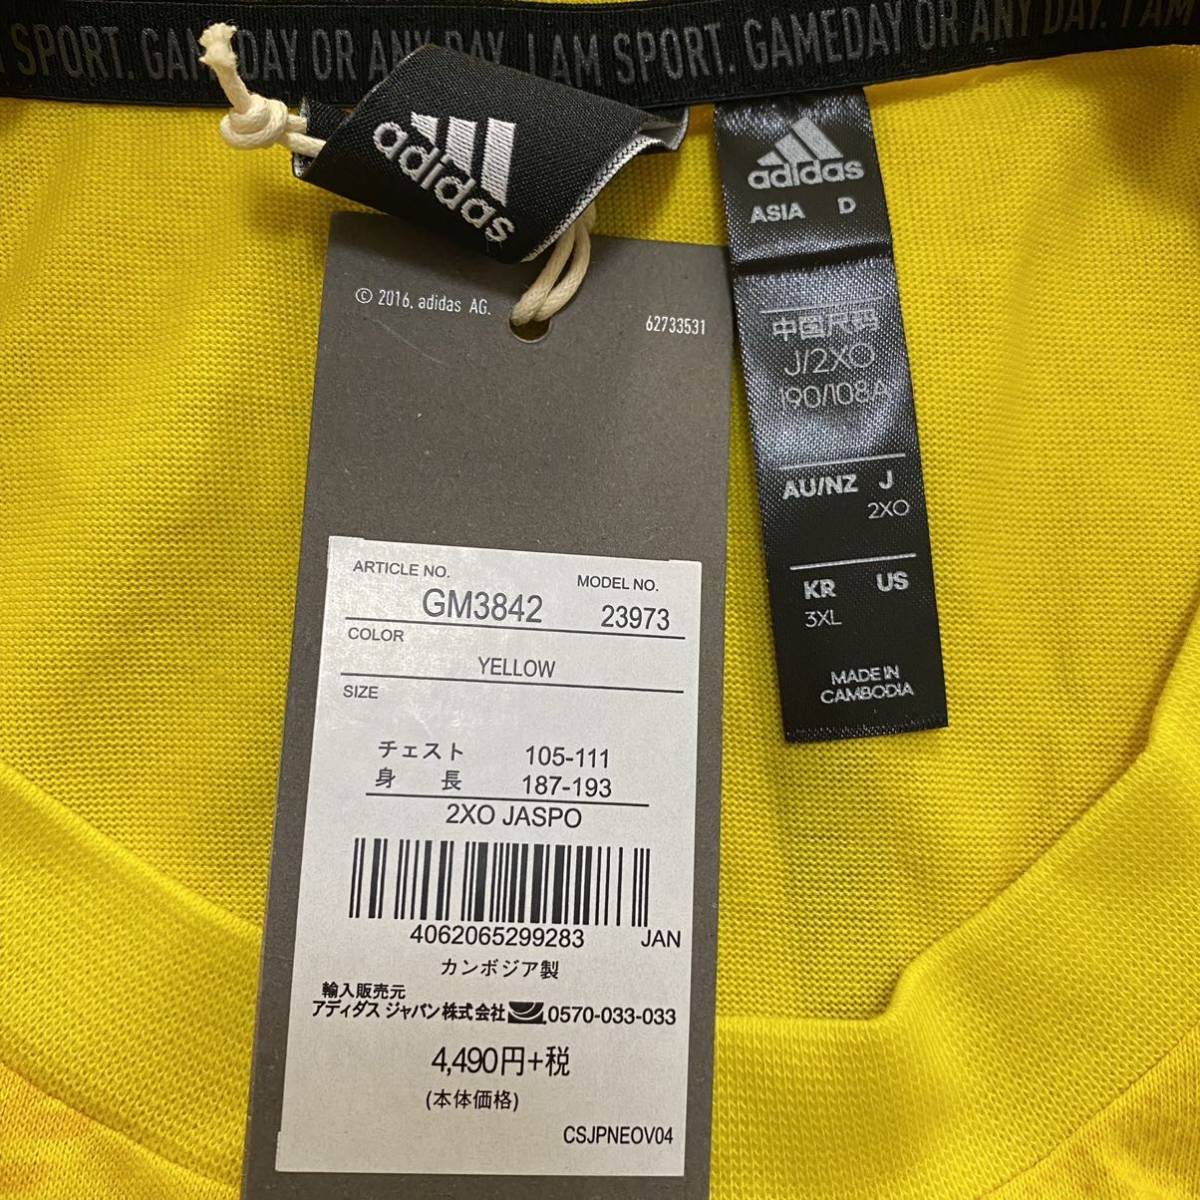 SPORT. GAMEDAY OR ANY DAY. I AM SPORT. GAMEDAY OR ANY DAY. I AM
adidas
© 2016. adidas AG.
62733531
ARTICLE NO.
MODEL NO.
GM3842
23973
COLOR
YELLOW
SIZE
チェスト 105-111
身 長 187-193
2XO JASPO
4062065299283
JAN
カンボジア製
輸入販売元
アディダス ジャパン株式会社 0570-033-033
4,490円+税
(本体価格)
CSJPNEOV04
adidas
ASIA D
中国尺码
J/2XO
190/108A
AU/NZ J
2XO
KR US
3XL
MADE IN
CAMBODIA